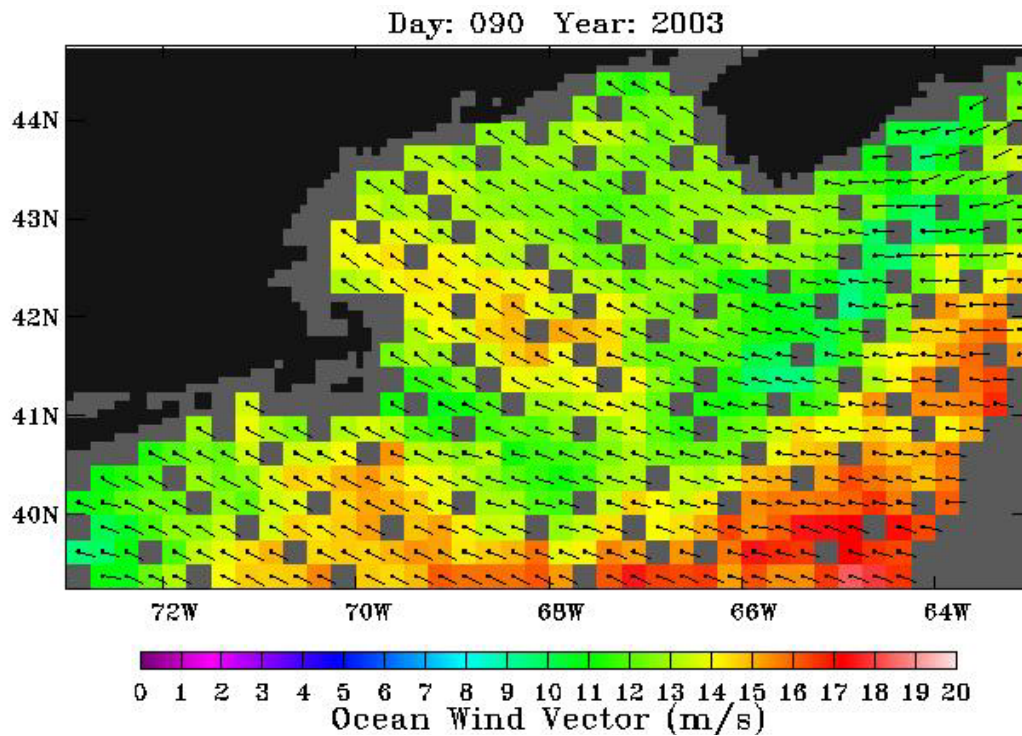 Day: 090 Year: 2003
44N
43N
42N
41N
40N
72W 70W 68W 66W 64W
0 1 2 3 4 5 6 7 8 9 10 11 12 13 14 15 16 17 18 19 20
Ocean Wind Vector (m/s)